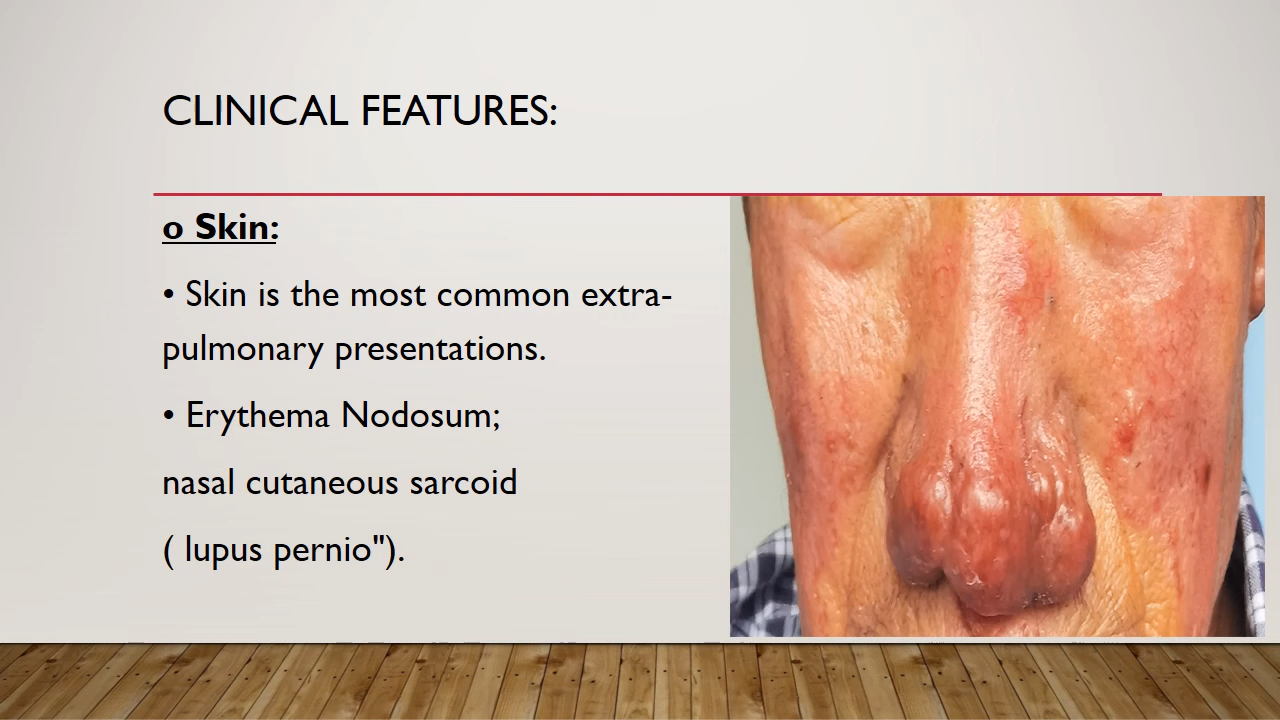 CLINICAL FEATURES:
o Skin:
• Skin is the most common extra-
pulmonary presentations.
• Erythema Nodosum;
nasal cutaneous sarcoid
( lupus pernio").